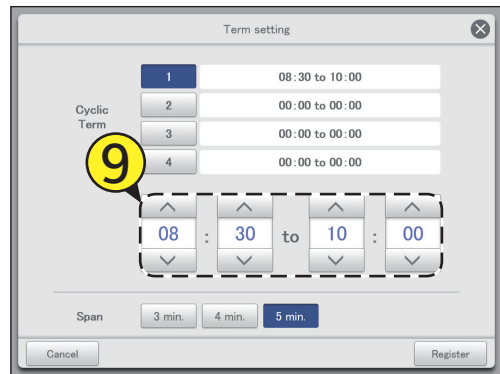 Term setting
1 08:30 to 10:00
Cyclic Term
2 00:00 to 00:00
3 00:00 to 00:00
4 00:00 to 00:00
9
08 : 30 to 10 : 00
Span 3 min. 4 min. 5 min.
Cancel Register